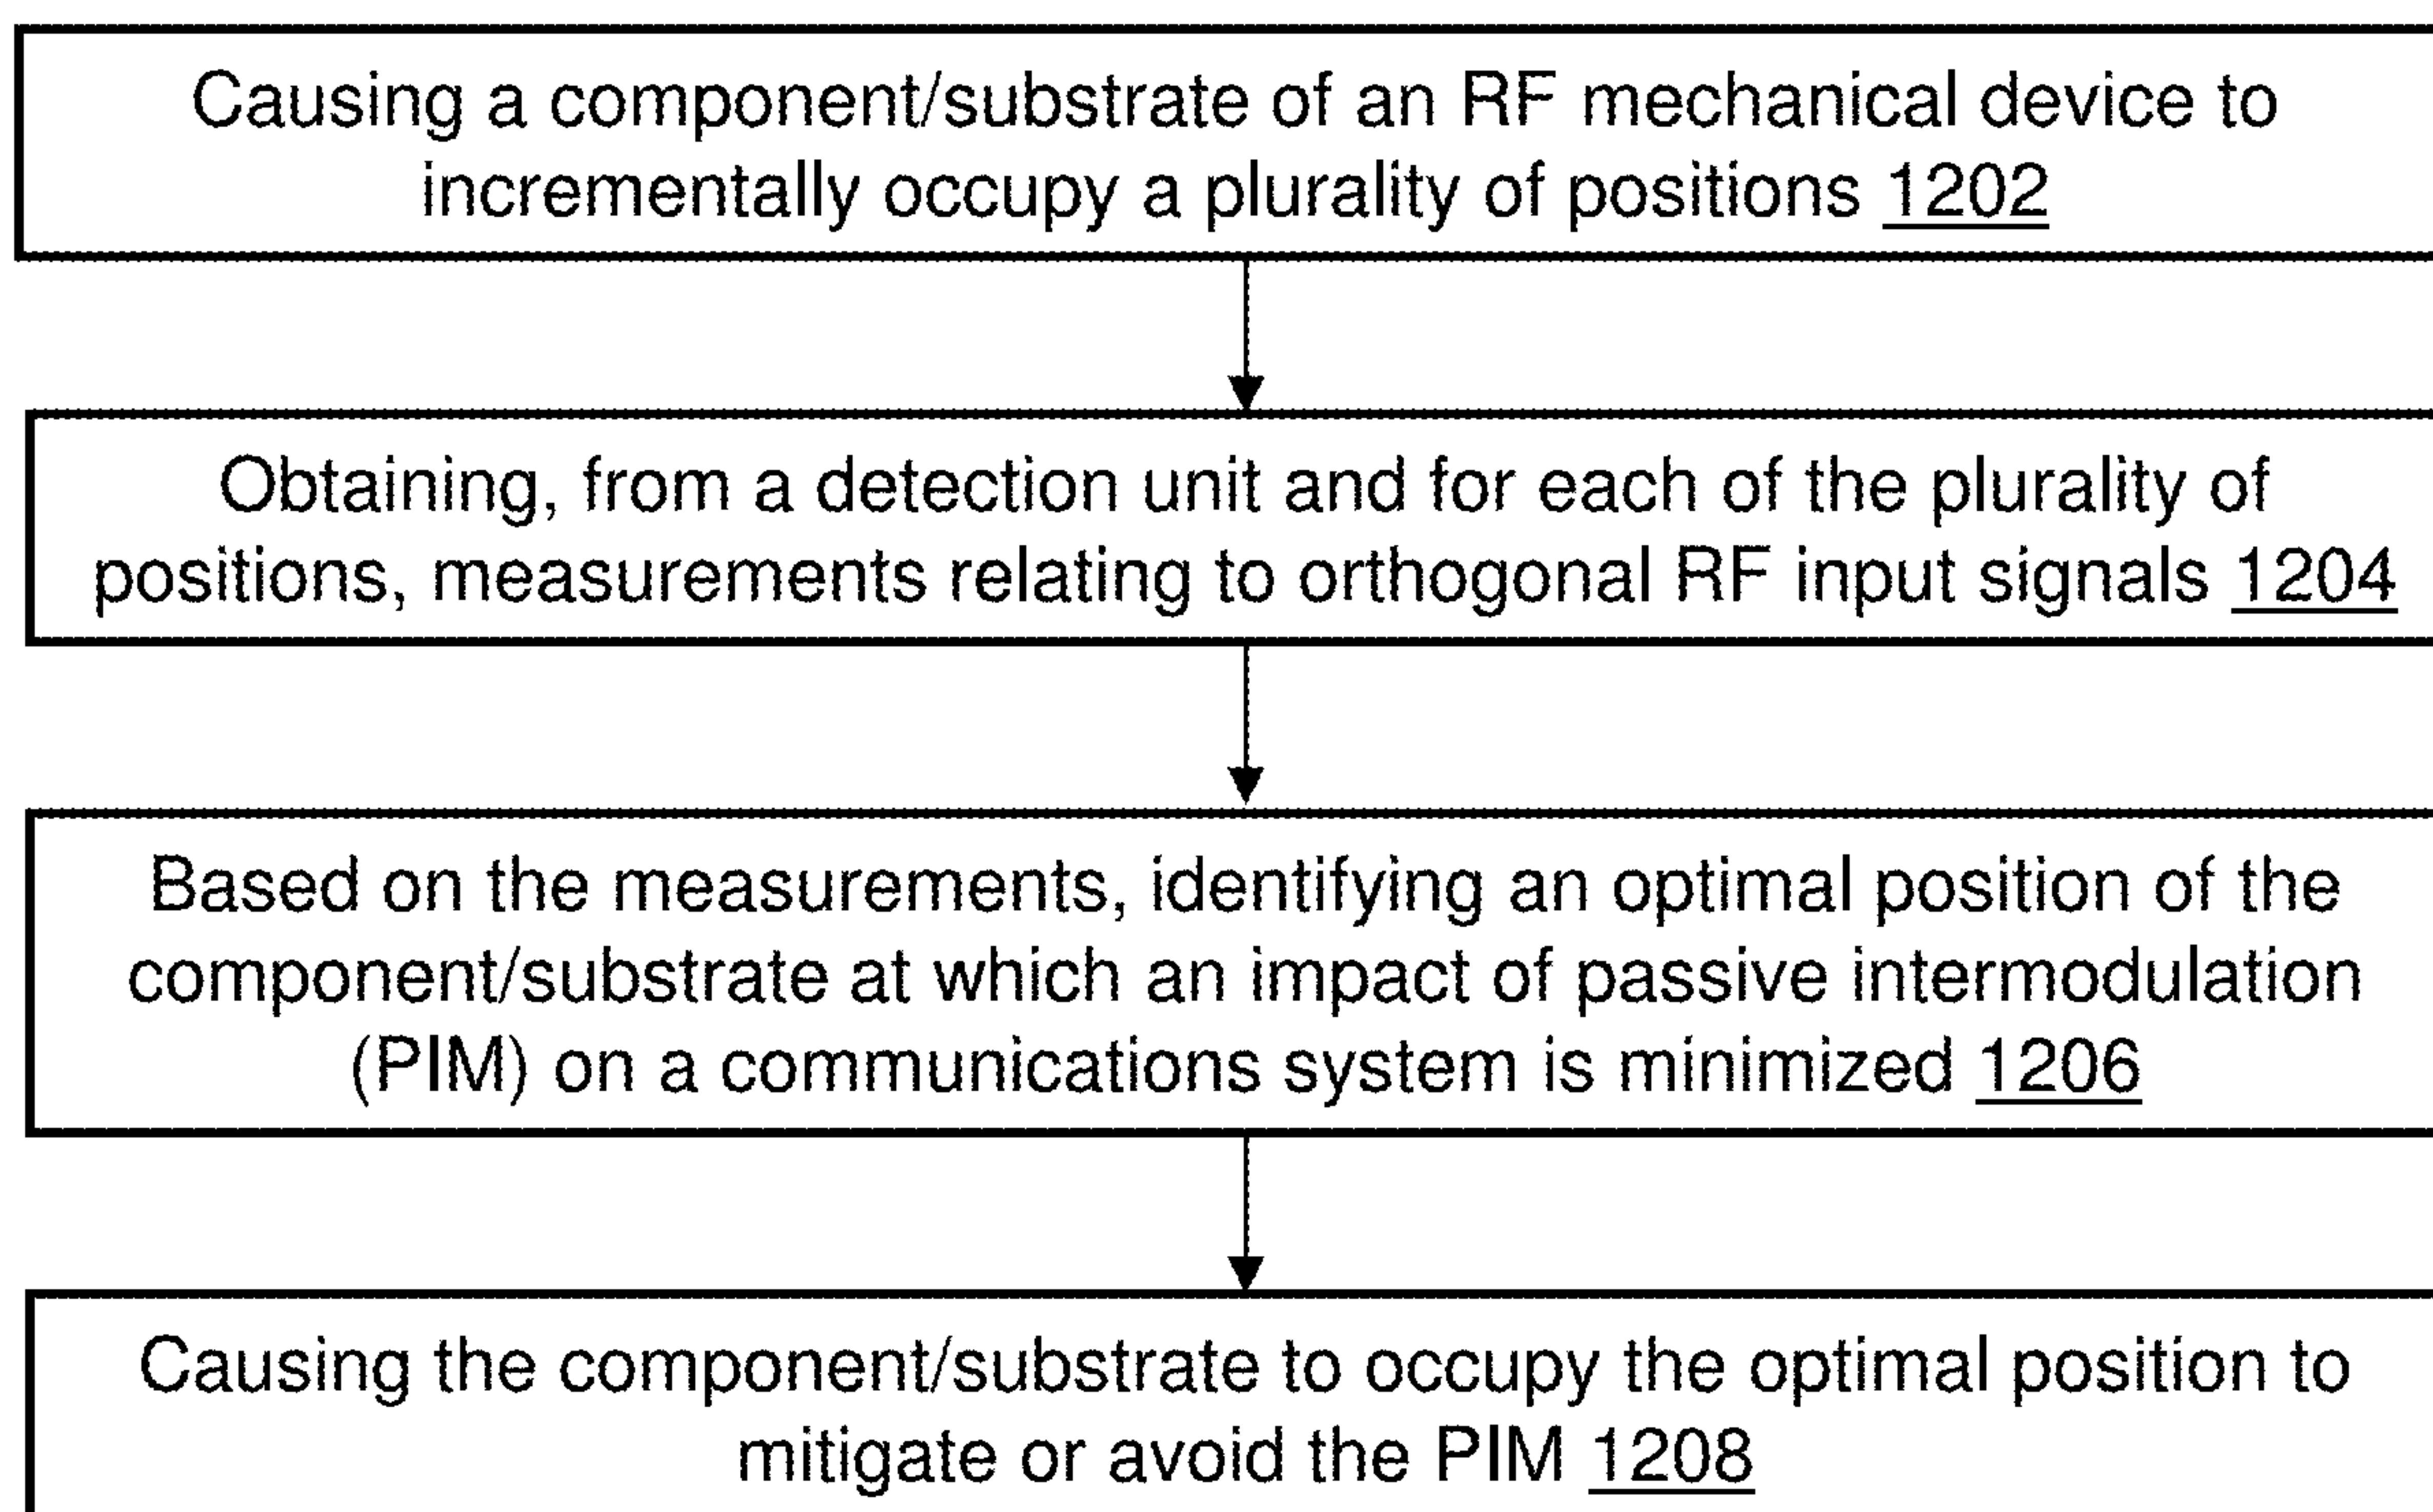 Causing a component/substrate of an RF mechanical device to
incrementally occupy a plurality of positions 1202
Obtaining, from a detection unit and for each of the plurality of
positions, measurements relating to orthogonal RF input signals 1204
Based on the measurements, identifying an optimal position of the
component/substrate at which an impact of passive intermodulation
(PIM) on a communications system is minimized 1206
Causing the component/substrate to occupy the optimal position to
mitigate or avoid the PIM 1208